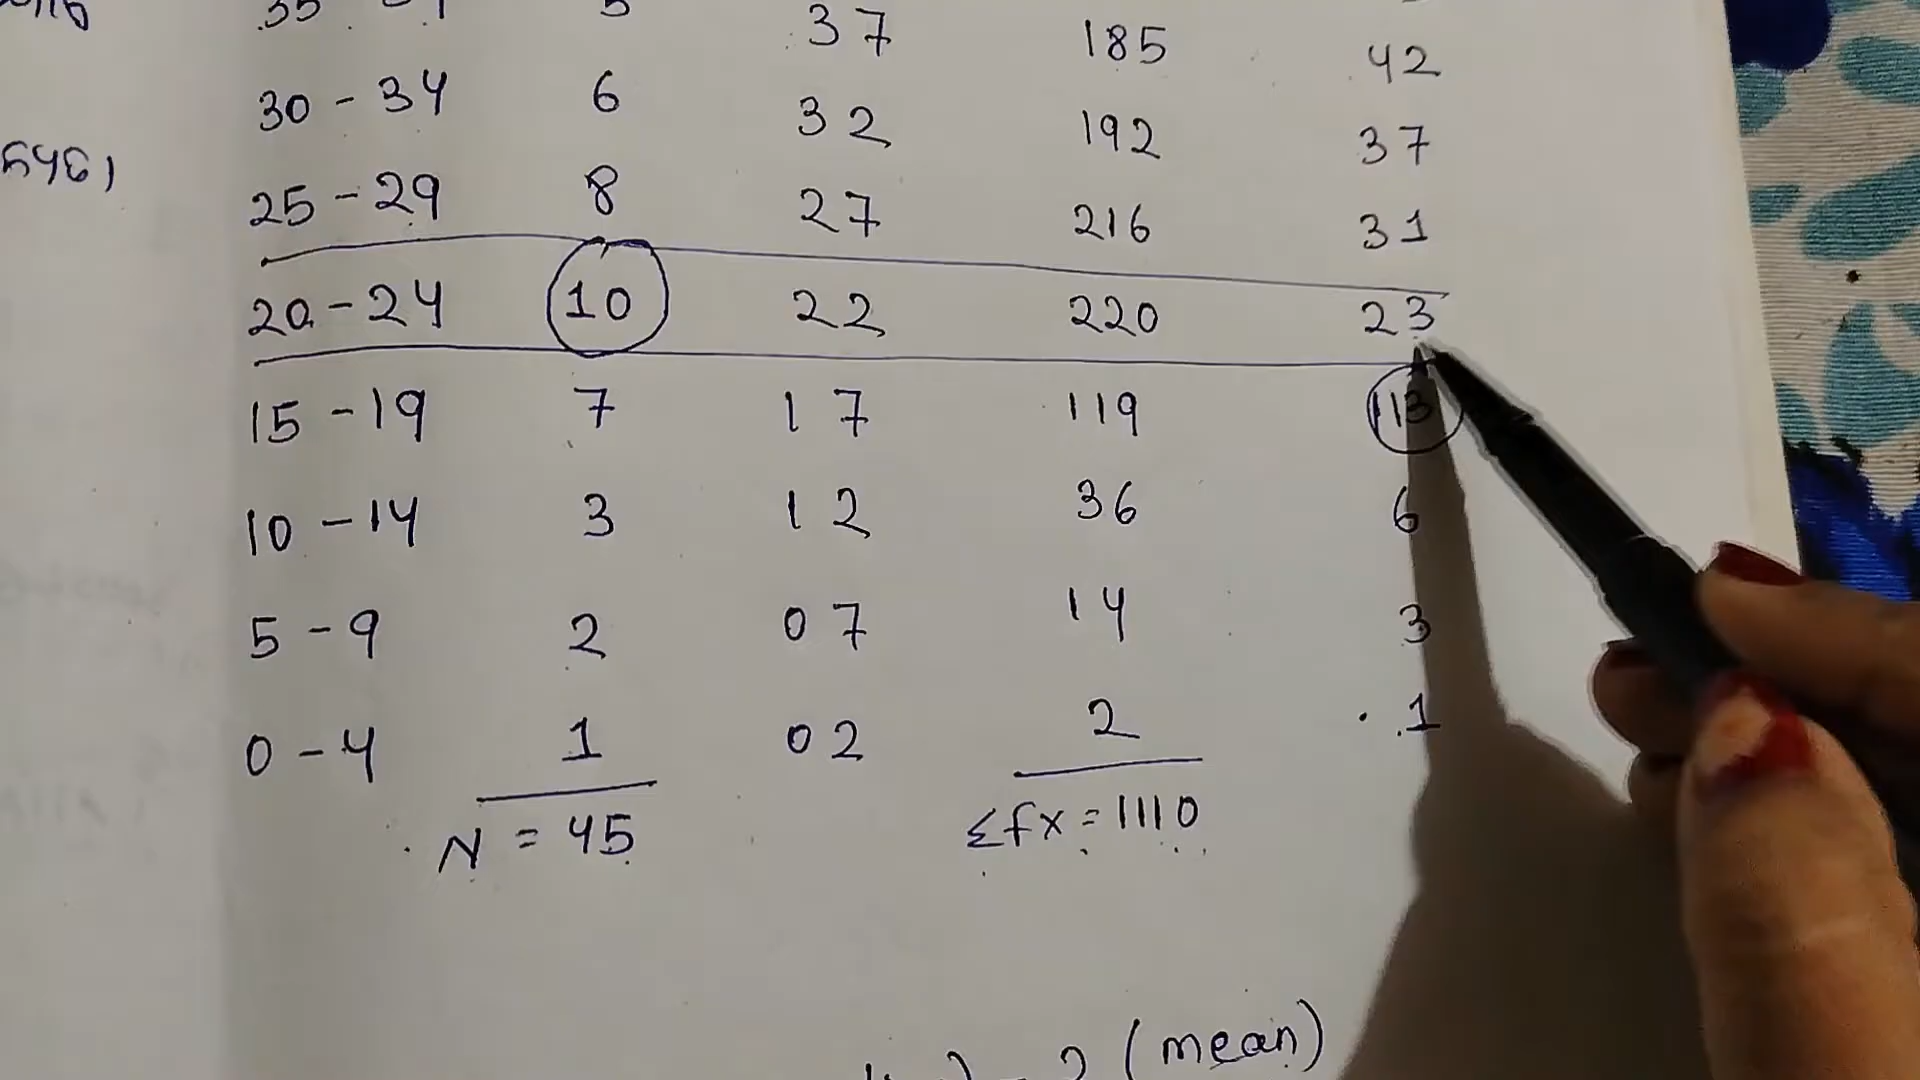 37 185 42
30 - 34 6 32 192 37
25 - 29 8 27 216 31
20 - 24 10 22 220 23
15 - 19 7 17 119 13
10 - 14 3 12 36 6
5 - 9 2 07 14 3
0 - 4 1 02 2 1
N = 45 Σfx = 1110
(mean)